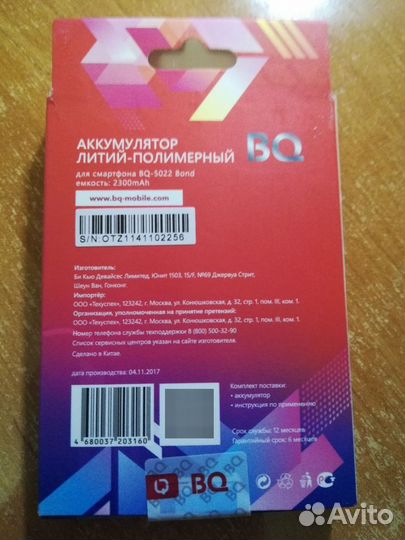 АККУМУЛЯТОР
ЛИТИЙ-ПОЛИМЕРНЫЙ
BQ
для смартфона BQ-5022 Bond
емкость: 2300mAh
www.bq-mobile.com
S/N:OTZ1141102256
Изготовитель:
Би Кью Девайсес Лимитед, Юнит 1503, 15/F, №69 Джервуа Стрит,
Шеун Ван, Гонконг.
Импортёр:
ООО «Техуспех», 123242, г. Москва, ул. Конюшковская, д. 32, стр. 1, пом. III, ком. 1.
Организация, уполномоченная на принятие претензий:
ООО «Техуспех», 123242, г. Москва, ул. Конюшковская, д. 32, стр. 1, пом. III, ком. 1.
Номер телефона службы техподдержки 8 (800) 500-32-90
Список сервисных центров указан на сайте изготовителя.
Сделано в Китае.
дата производства: 04.11.2017
Комплект поставки:
• аккумулятор
• инструкция по применению
4680037203160
Срок службы: 12 месяцев
Гарантийный срок: 6 месяцев
BQ
Avito